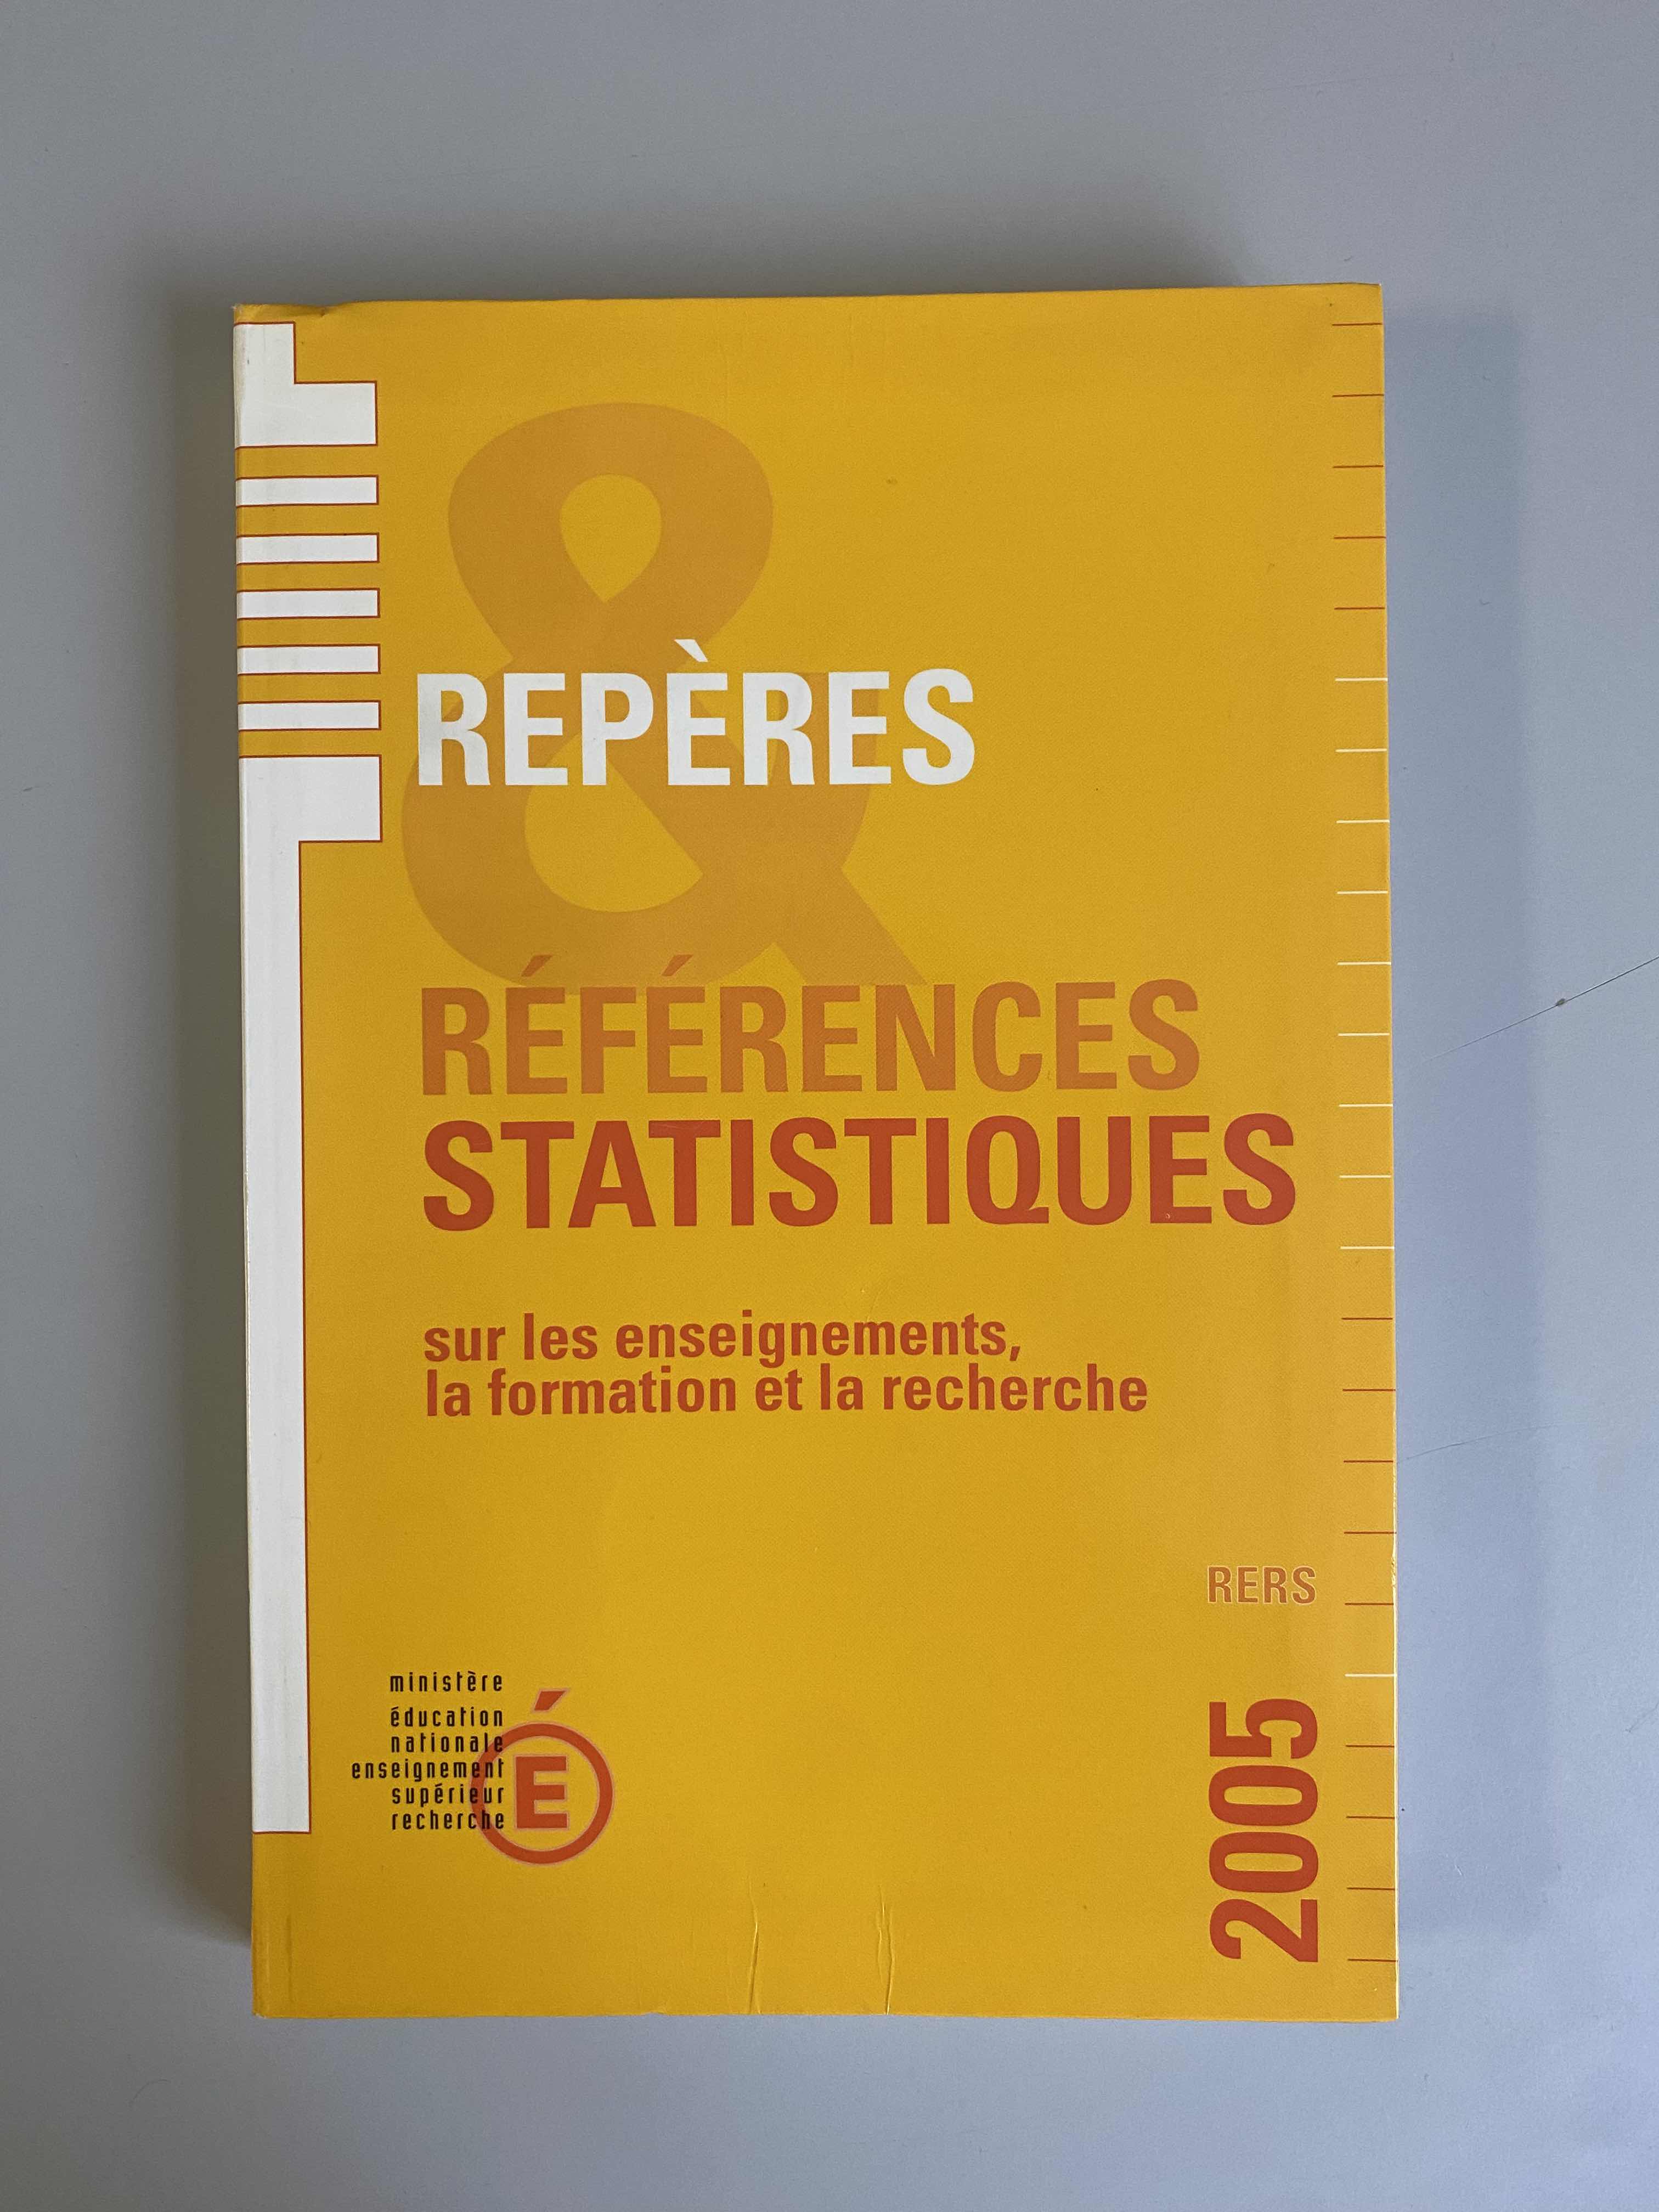 &
REPÈRES
RÉFÉRENCES
STATISTIQUES
sur les enseignements,
la formation et la recherche
RERS
2005
ministère
éducation
nationale
enseignement
supérieur
recherche
É